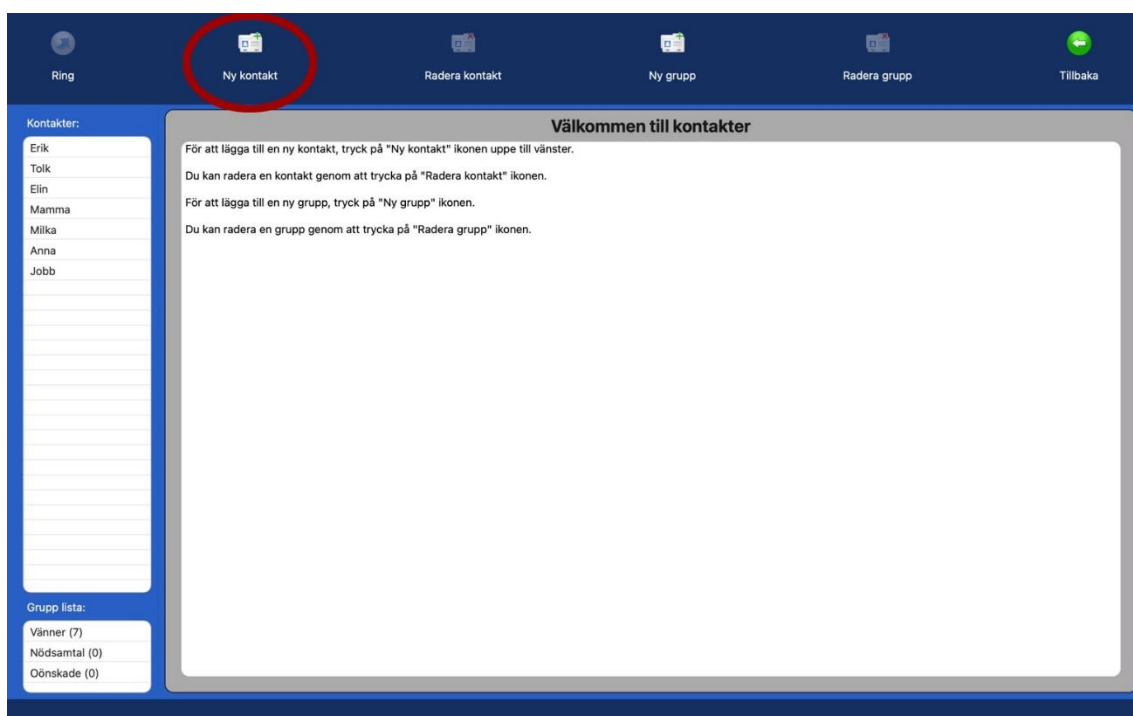 Ring
Ny kontakt
Radera kontakt
Ny grupp
Radera grupp
Tillbaka
Kontakter:
Erik
Tolk
Elin
Mamma
Milka
Anna
Jobb
Grupp lista:
Vänner (7)
Nödsamtal (0)
Oönskade (0)
Välkommen till kontakter
För att lägga till en ny kontakt, tryck på "Ny kontakt" ikonen uppe till vänster.
Du kan radera en kontakt genom att trycka på "Radera kontakt" ikonen.
För att lägga till en ny grupp, tryck på "Ny grupp" ikonen.
Du kan radera en grupp genom att trycka på "Radera grupp" ikonen.